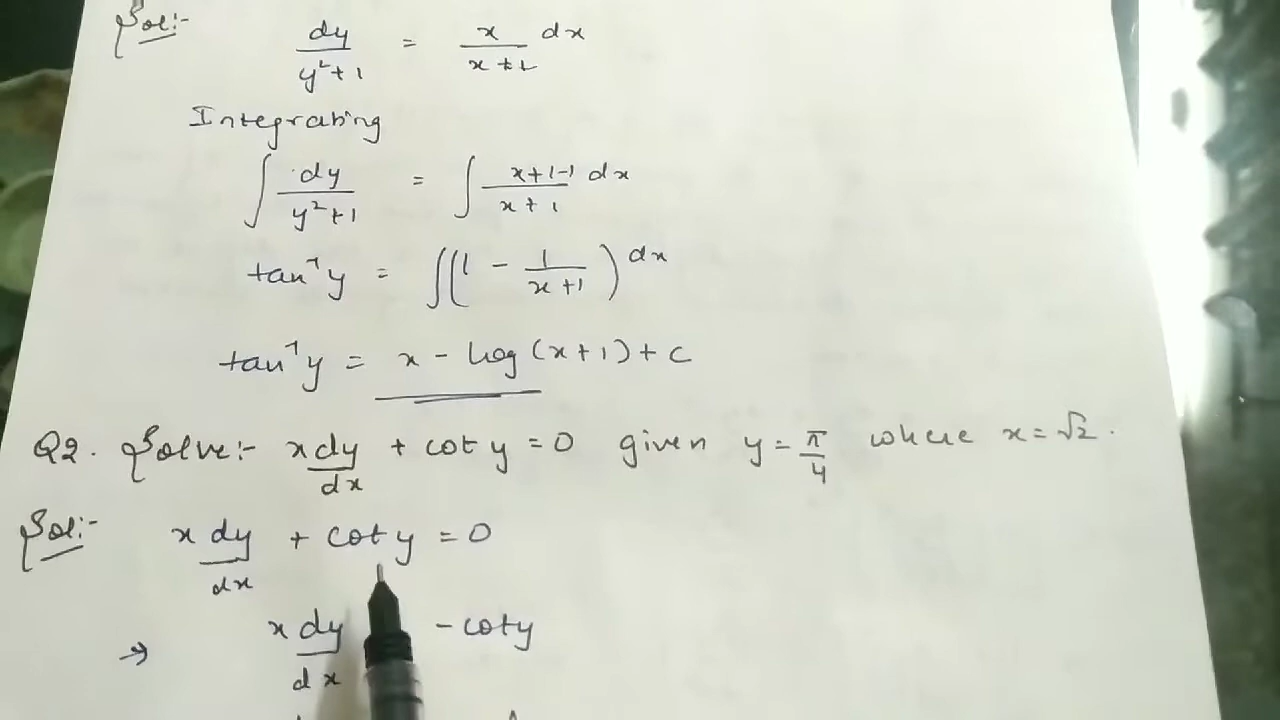 Sol:-
dy/(y²+1) = x/(x+1) dx
Integrating
∫ dy/(y²+1) = ∫ (x+1-1)/(x+1) dx
tan⁻¹y = ∫(1 - 1/(x+1)) dx
tan⁻¹y = x - log(x+1) + c
Q2. Solve:- x dy/dx + cot y = 0 given y = π/4 where x = √2.
Sol:- x dy/dx + cot y = 0
→ x dy/dx - cot y